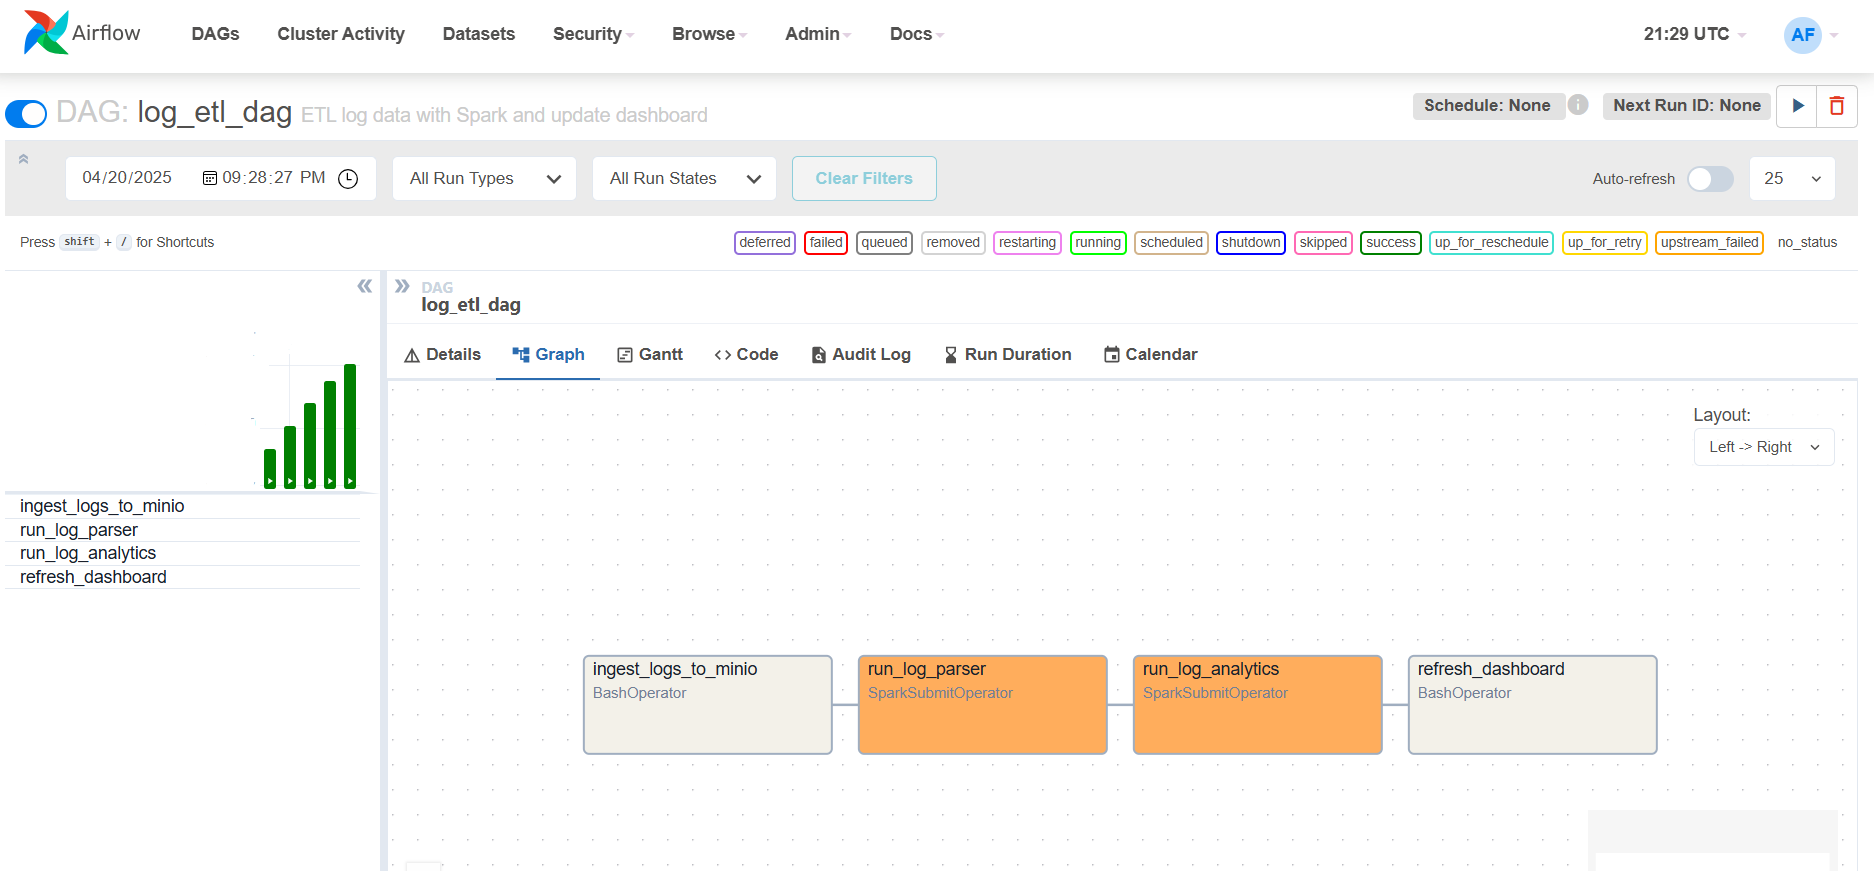 Airflow
DAGs Cluster Activity Datasets Security Browse Admin Docs 21:29 UTC AF
DAG: log_etl_dag ETL log data with Spark and update dashboard Schedule: None i Next Run ID: None
04/20/2025 09:28:27 PM All Run Types All Run States Clear Filters Auto-refresh 25
Press shift + / for Shortcuts deferred failed queued removed restarting running scheduled shutdown skipped success up_for_reschedule up_for_retry upstream_failed no_status
DAG
log_etl_dag
Details Graph Gantt Code Audit Log Run Duration Calendar
Layout:
Left -> Right
ingest_logs_to_minio
run_log_parser
run_log_analytics
refresh_dashboard
ingest_logs_to_minio
BashOperator
run_log_parser
SparkSubmitOperator
run_log_analytics
SparkSubmitOperator
refresh_dashboard
BashOperator